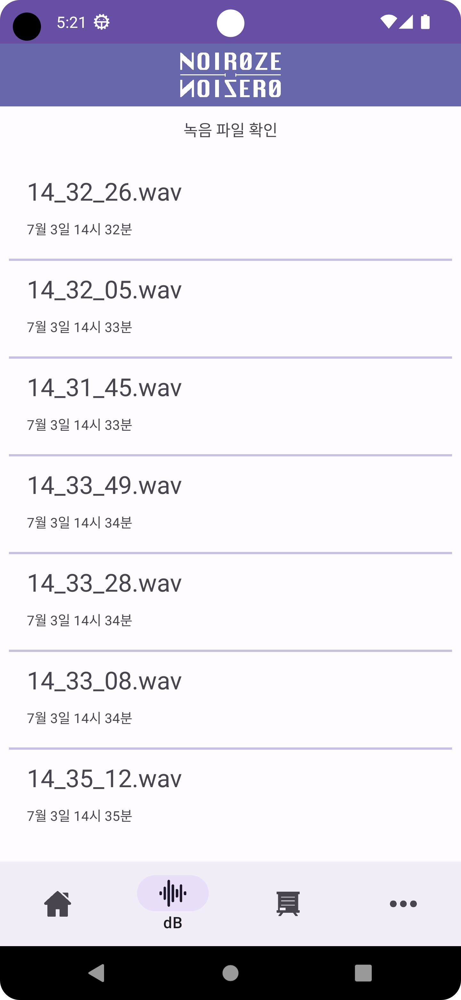 5:21
NOIRØZE
NOIZERØ
녹음 파일 확인
14_32_26.wav
7월 3일 14시 32분
14_32_05.wav
7월 3일 14시 33분
14_31_45.wav
7월 3일 14시 33분
14_33_49.wav
7월 3일 14시 34분
14_33_28.wav
7월 3일 14시 34분
14_33_08.wav
7월 3일 14시 34분
14_35_12.wav
7월 3일 14시 35분
dB